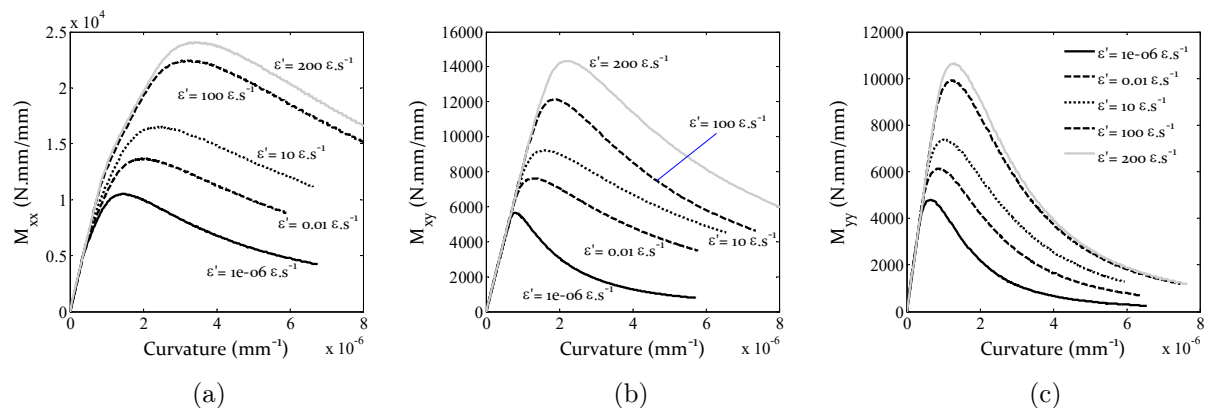 x 10⁴
2.5
2
1.5
1
0.5
0
0 2 4 6 8
Mxx (N.mm/mm)
Curvature (mm⁻¹) x 10⁻⁶
ε'= 200 ε.s⁻¹
ε'= 100 ε.s⁻¹
ε'= 10 ε.s⁻¹
ε'= 0.01 ε.s⁻¹
ε'= 1e-06 ε.s⁻¹
(a)
16000
14000
12000
10000
8000
6000
4000
2000
0
0 2 4 6 8
Mxy (N.mm/mm)
Curvature (mm⁻¹) x 10⁻⁶
ε'= 200 ε.s⁻¹
ε'= 100 ε.s⁻¹
ε'= 10 ε.s⁻¹
ε'= 0.01 ε.s⁻¹
ε'= 1e-06 ε.s⁻¹
(b)
12000
10000
8000
6000
4000
2000
0
0 2 4 6 8
Myy (N.mm/mm)
Curvature (mm⁻¹) x 10⁻⁶
ε'= 1e-06 ε.s⁻¹
ε'= 0.01 ε.s⁻¹
ε'= 10 ε.s⁻¹
ε'= 100 ε.s⁻¹
ε'= 200 ε.s⁻¹
(c)